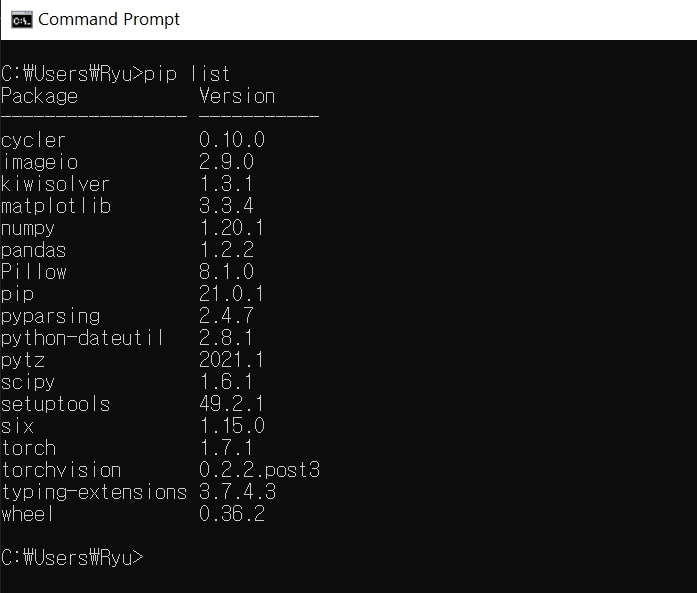 Command Prompt
C:₩Users₩Ryu>pip list
Package Version
----------------- -----------
cycler 0.10.0
imageio 2.9.0
kiwisolver 1.3.1
matplotlib 3.3.4
numpy 1.20.1
pandas 1.2.2
Pillow 8.1.0
pip 21.0.1
pyparsing 2.4.7
python-dateutil 2.8.1
pytz 2021.1
scipy 1.6.1
setuptools 49.2.1
six 1.15.0
torch 1.7.1
torchvision 0.2.2.post3
typing-extensions 3.7.4.3
wheel 0.36.2
C:₩Users₩Ryu>